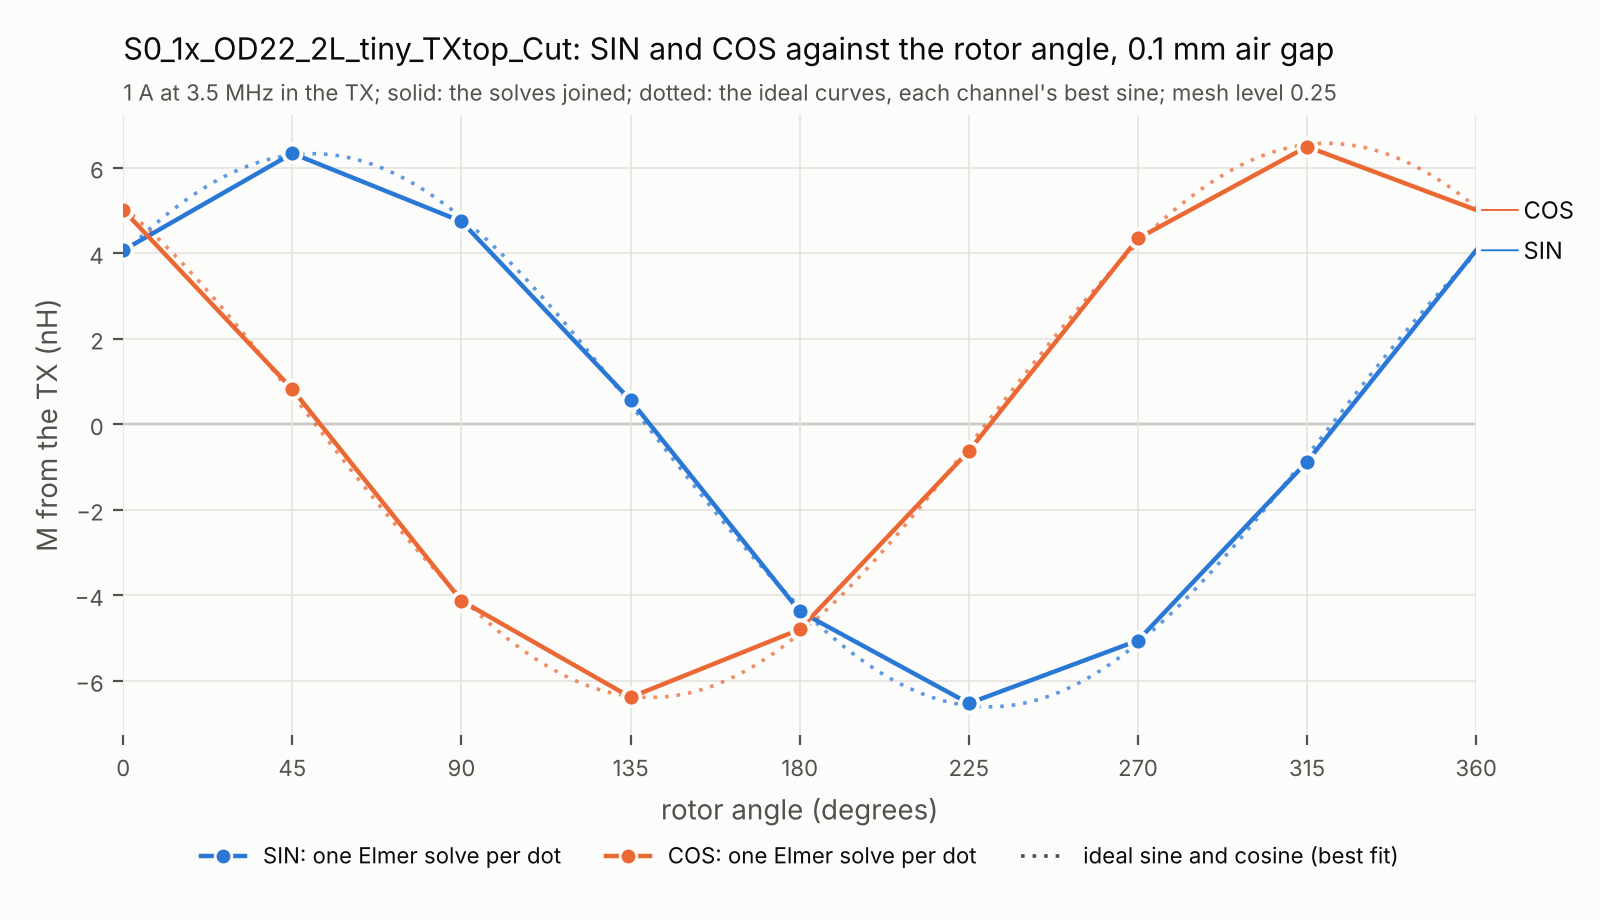 S0_1x_OD22_2L_tiny_TXtop_Cut: SIN and COS against the rotor angle, 0.1 mm air gap
1 A at 3.5 MHz in the TX; solid: the solves joined; dotted: the ideal curves, each channel's best sine; mesh level 0.25
M from the TX (nH)
6
4
2
0
−2
−4
−6
COS
SIN
0 45 90 135 180 225 270 315 360
rotor angle (degrees)
SIN: one Elmer solve per dot COS: one Elmer solve per dot ideal sine and cosine (best fit)